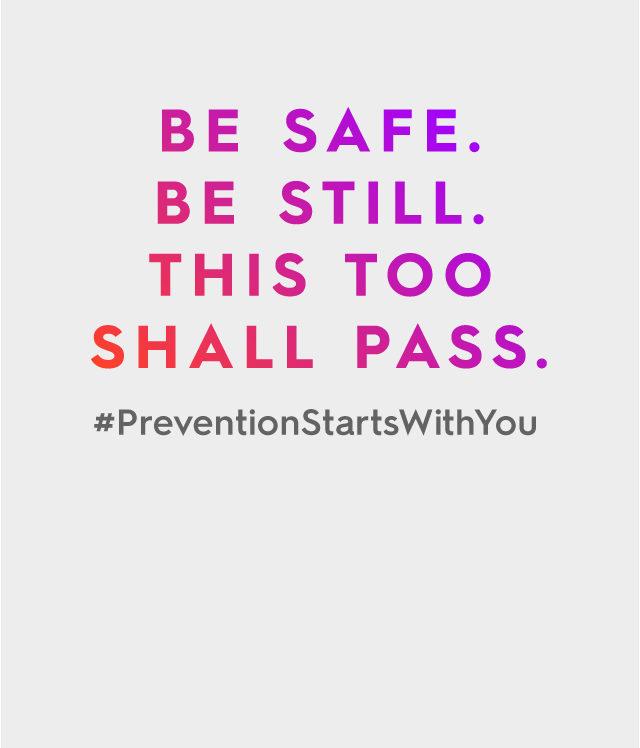 BE SAFE.
BE STILL.
THIS TOO
SHALL PASS.
#PreventionStartsWithYou